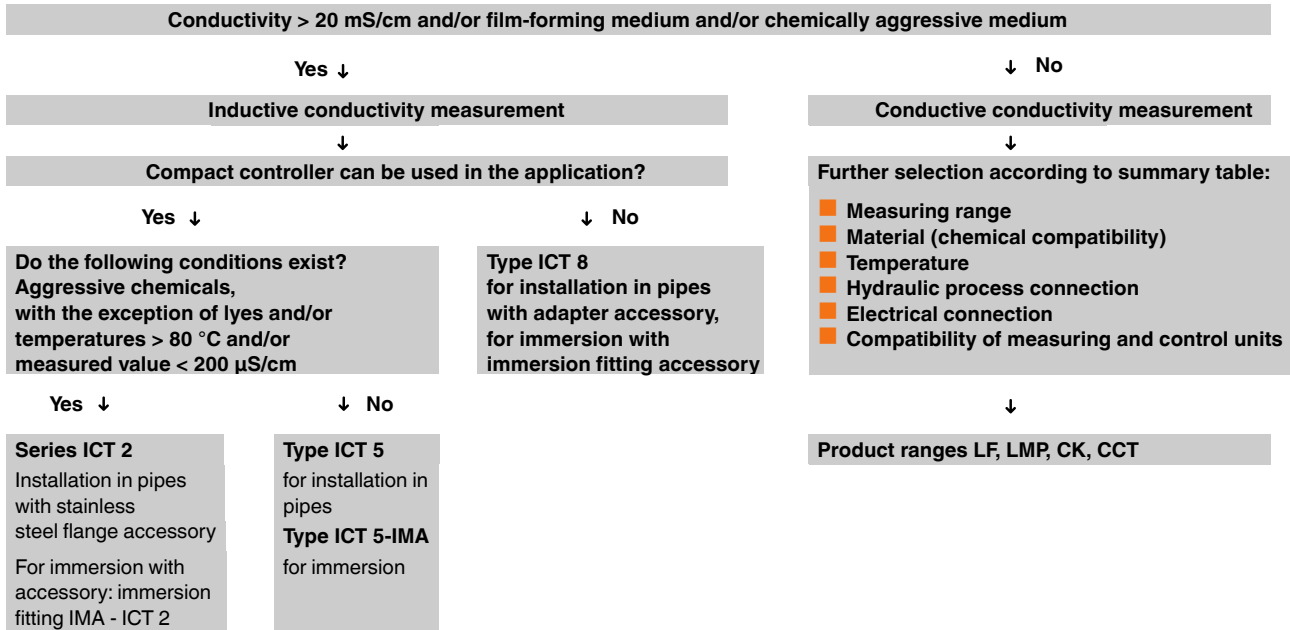 Conductivity > 20 mS/cm and/or film-forming medium and/or chemically aggressive medium
Yes ↓
↓ No
Inductive conductivity measurement
Conductive conductivity measurement
↓
↓
Compact controller can be used in the application?
Further selection according to summary table:
Measuring range
Material (chemical compatibility)
Temperature
Hydraulic process connection
Electrical connection
Compatibility of measuring and control units
Yes ↓
↓ No
Do the following conditions exist?
Aggressive chemicals,
with the exception of lyes and/or
temperatures > 80 °C and/or
measured value < 200 µS/cm
Type ICT 8
for installation in pipes
with adapter accessory,
for immersion with
immersion fitting accessory
Yes ↓
↓ No
↓
Series ICT 2
Installation in pipes
with stainless
steel flange accessory
For immersion with
accessory: immersion
fitting IMA - ICT 2
Type ICT 5
for installation in
pipes
Type ICT 5-IMA
for immersion
Product ranges LF, LMP, CK, CCT